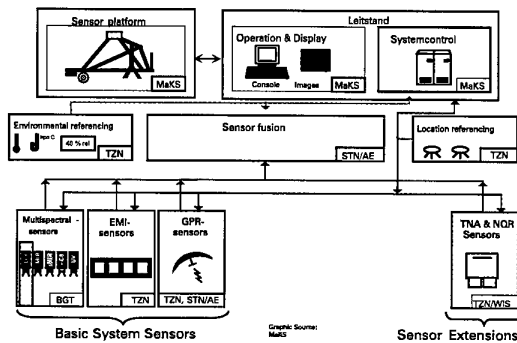 Sensor platform
MaKS
Leitstand
Operation & Display
Console
Images
MaKS
Systemcontrol
MaKS
Environmental referencing
40 % rel
TZN
Sensor fusion
STN/AE
Location referencing
TZN
Multispectral -
sensors
BGT
EMI-
sensors
TZN
GPR-
sensors
TZN, STN/AE
TNA & NQR
Sensors
TZN/WIS
Basic System Sensors
Graphic Source:
MaKS
Sensor Extensions